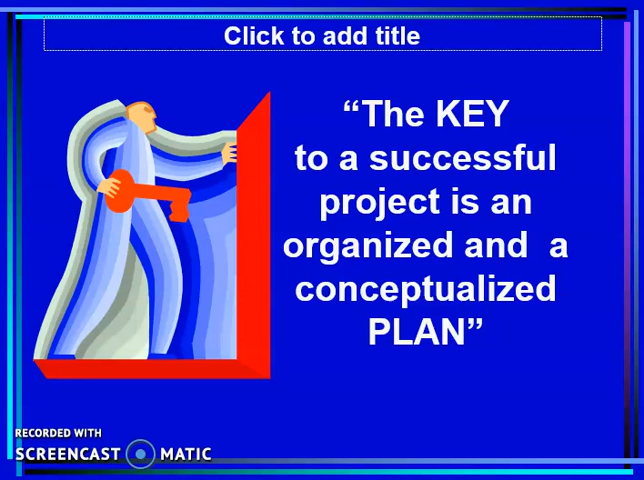 Click to add title
“The KEY
to a successful
project is an
organized and a
conceptualized
PLAN”
RECORDED WITH
SCREENCAST MATIC